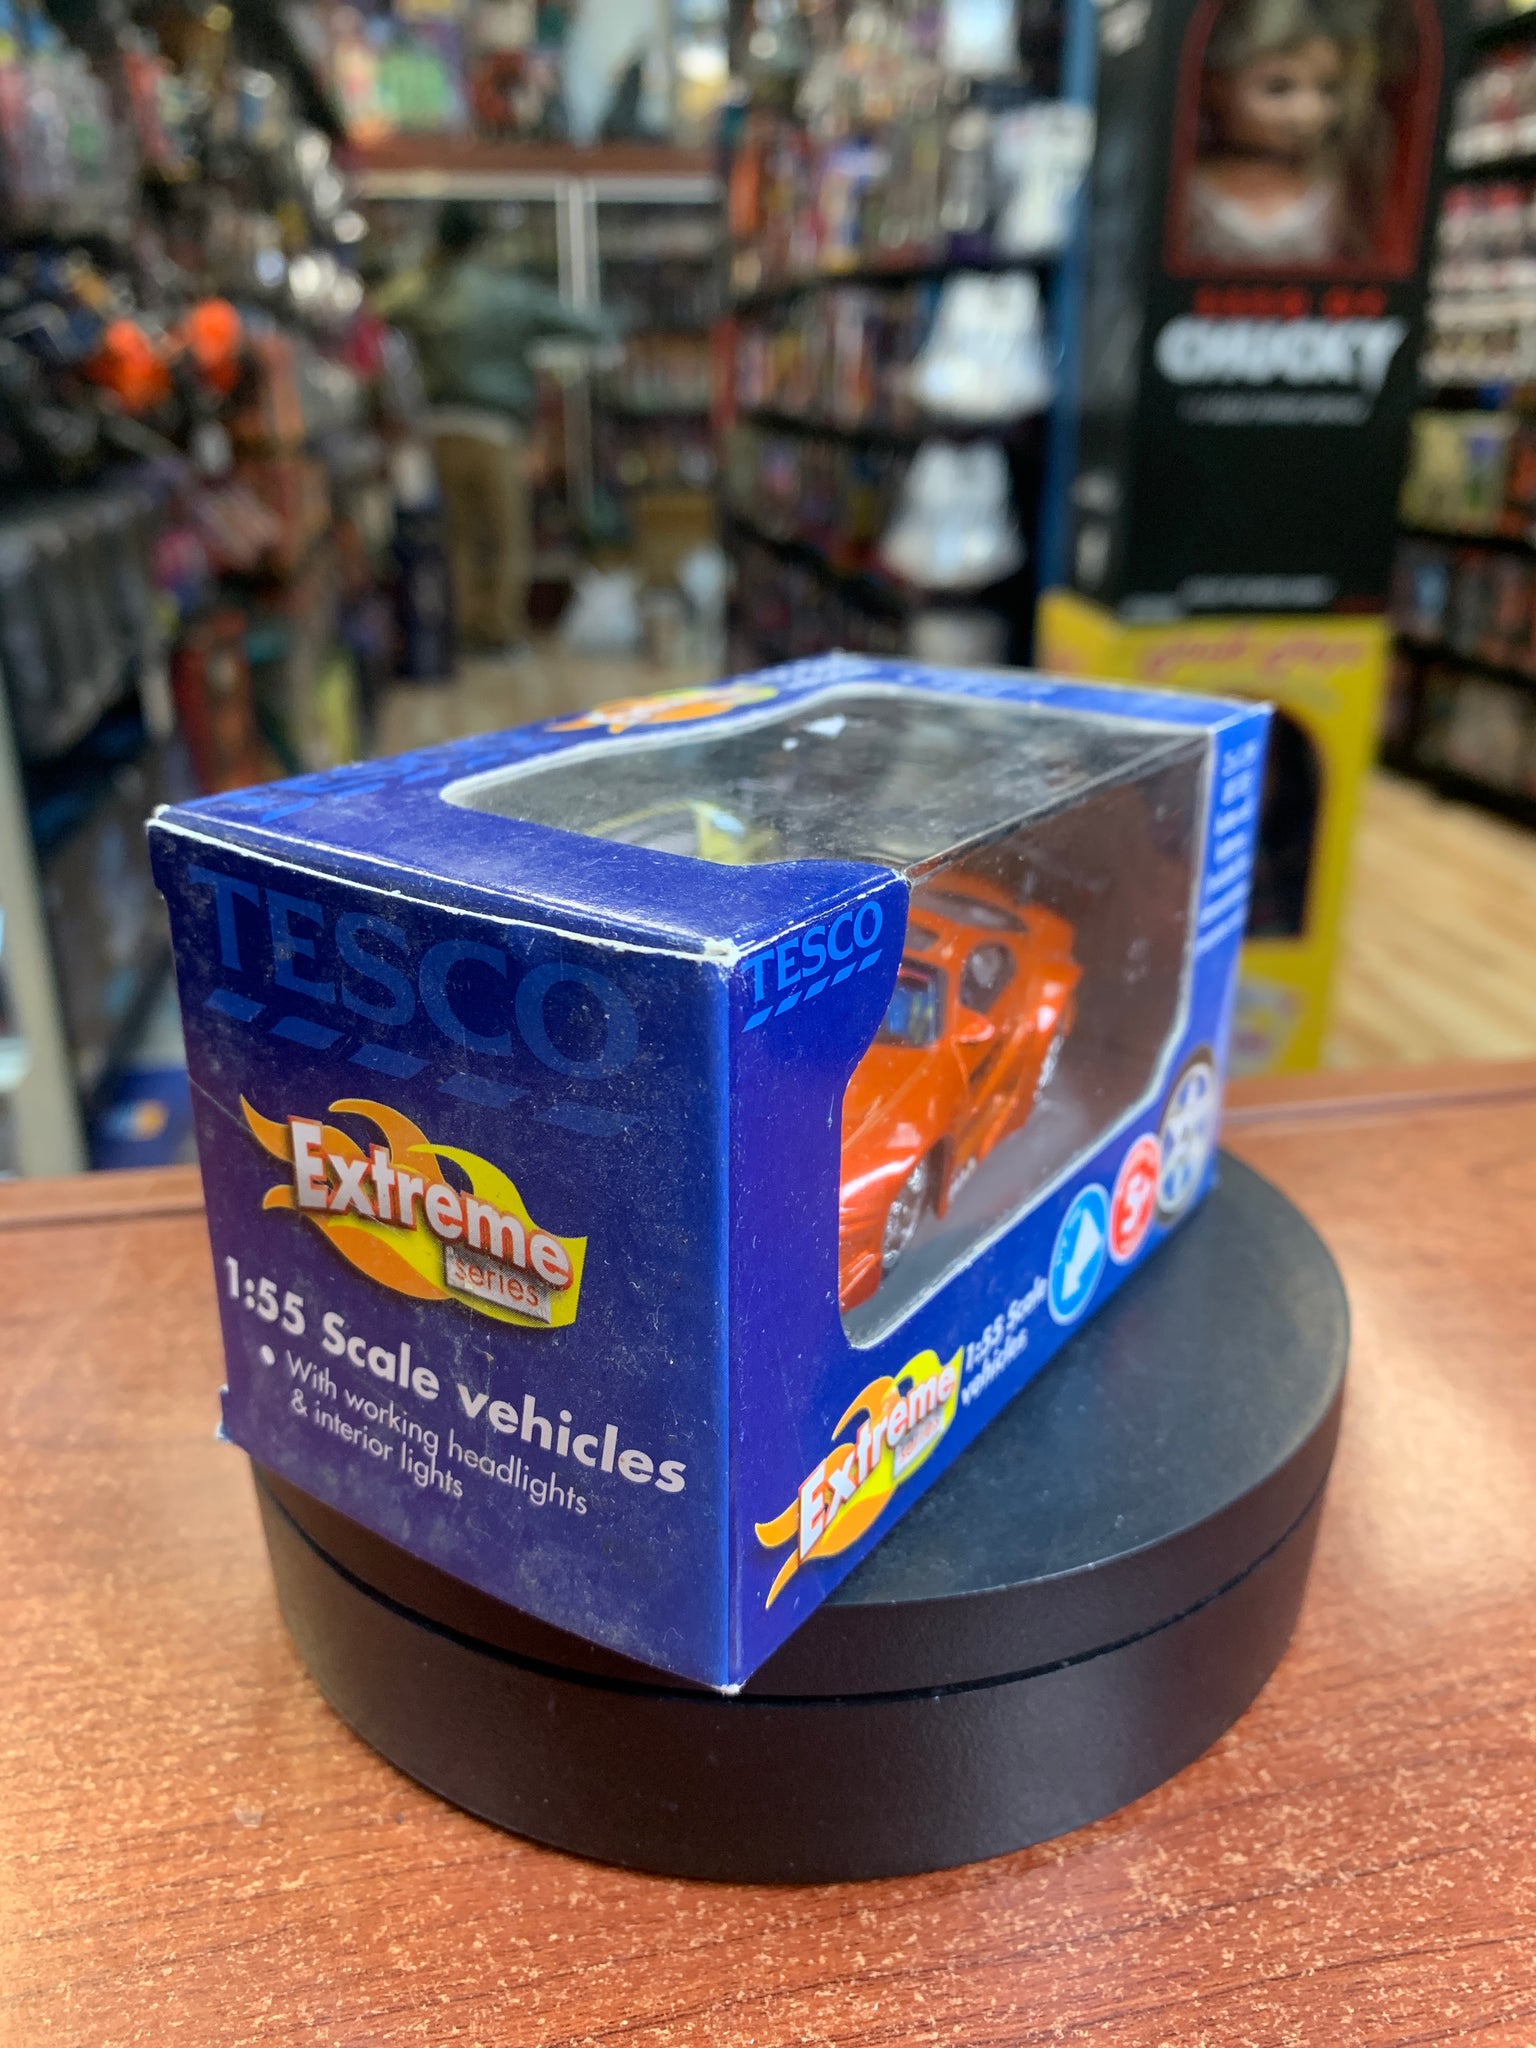 TESCO
Extreme
series
1:55 Scale vehicles
• With working headlights
& interior lights
TESCO
Extreme
series
1:55 Scale
vehicles
CHUCKY